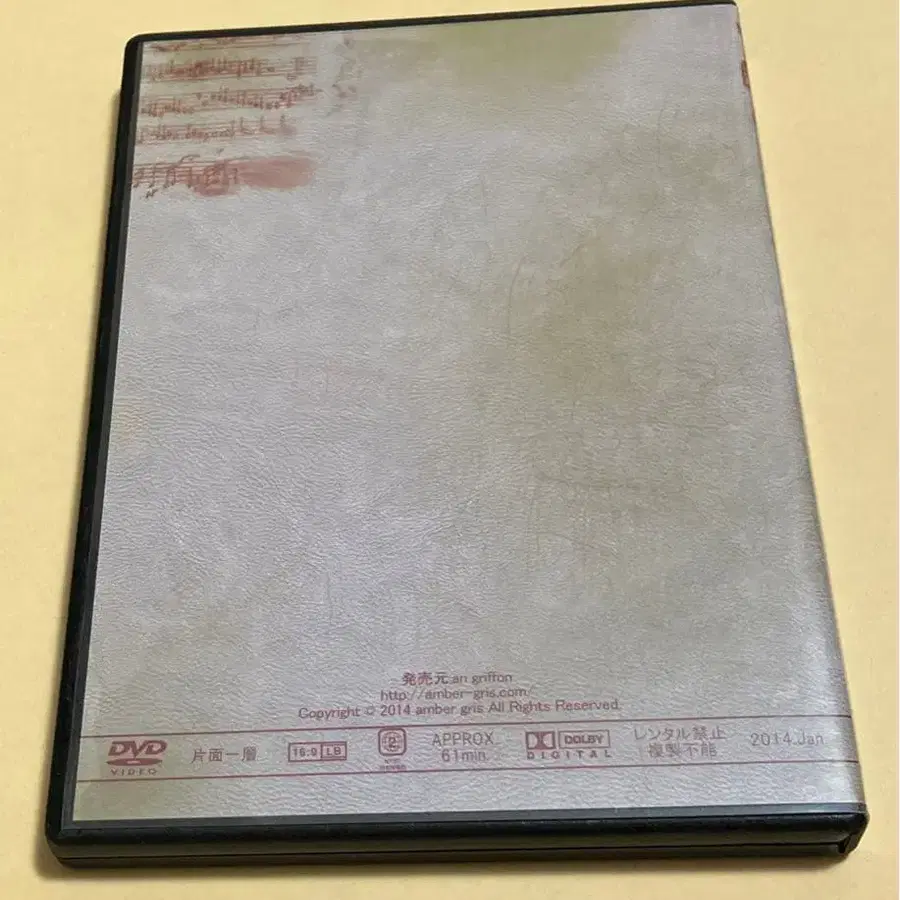 発売元 an griffon
http://amber-gris.com/
Copyright © 2014 amber gris All Rights Reserved.
DVD
VIDEO
片面一層
16:9 LB
2
APPROX.
61min.
DOLBY
DIGITAL
レンタル禁止
複製不能
2014.Jan.